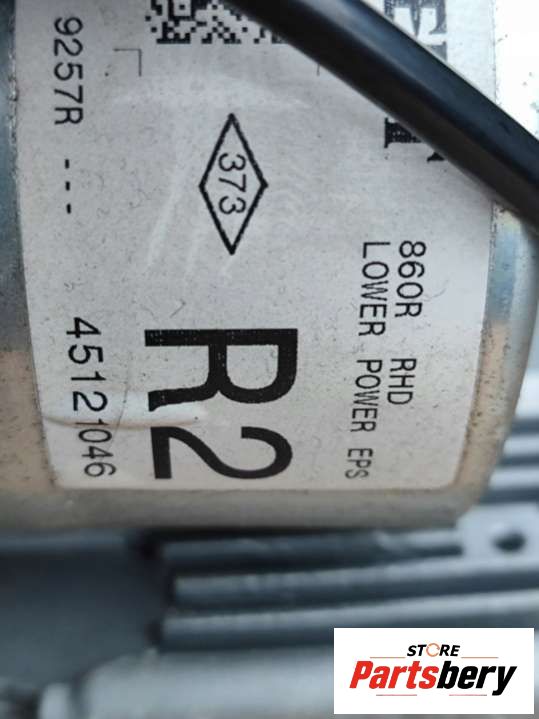 860R RHD
LOWER POWER EPS
373
R2
9257R ---
45121046
STORE
Partsbery